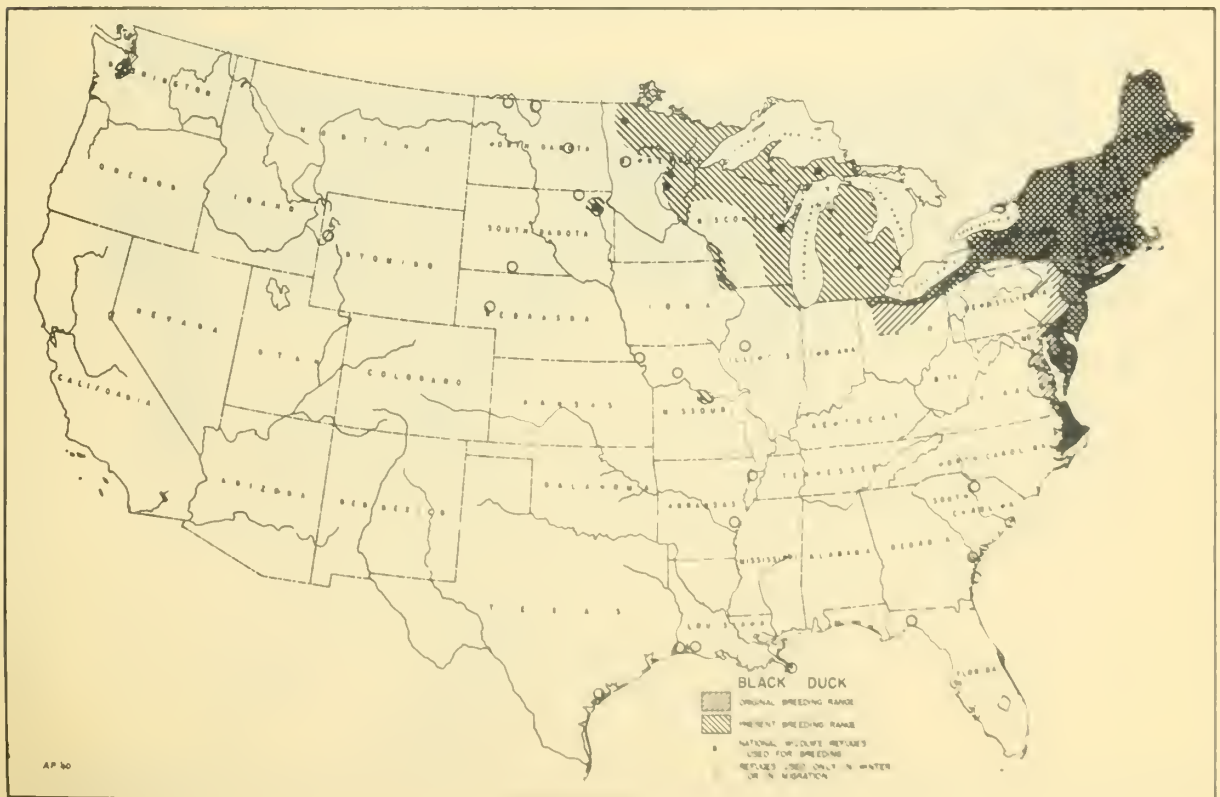 WASHINGTON
MONTANA
NORTH DAKOTA
OREGON
IDAHO
SOUTH DAKOTA
WYOMING
IOWA
PENNSYLVANIA
NEVADA
NEBRASKA
UTAH
COLORADO
ILLINOIS
INDIANA
CALIFORNIA
KANSAS
MISSOURI
KENTUCKY
NORTH CAROLINA
TENNESSEE
ARIZONA
NEW MEXICO
OKLAHOMA
ARKANSAS
SOUTH
CAROLINA
MISSISSIPPI
ALABAMA
GEORGIA
TEXAS
LOUISIANA
FLORIDA
BLACK DUCK
ORIGINAL BREEDING RANGE
PRESENT BREEDING RANGE
NATIONAL WILDLIFE REFUGES
USED FOR BREEDING
REFUGES USED ONLY IN WINTER
OR IN MIGRATION